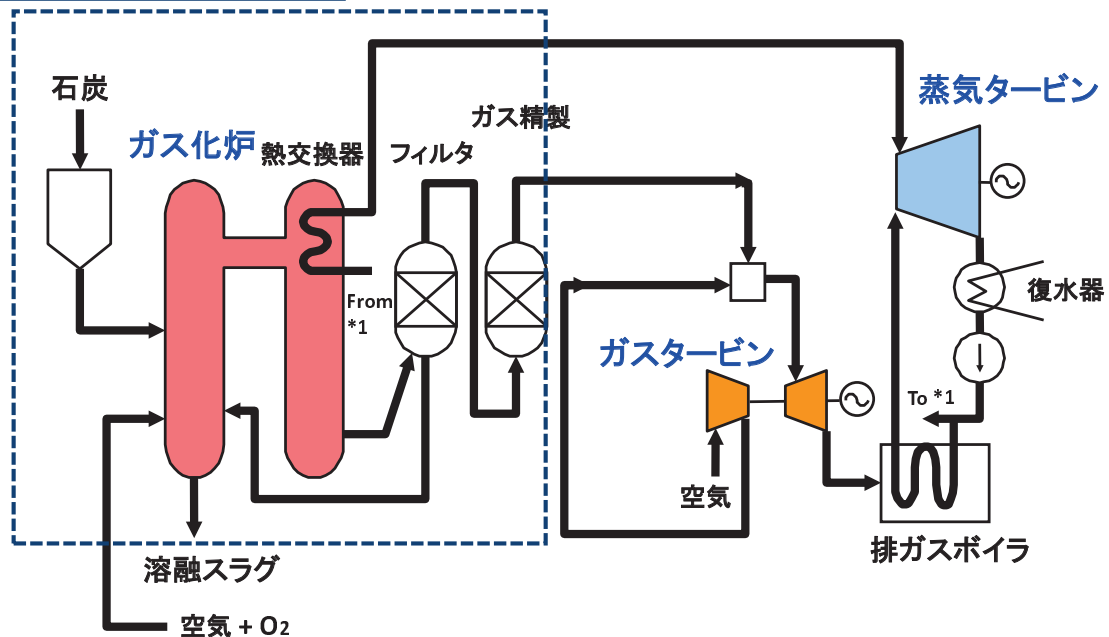 石炭
ガス化炉
熱交換器
フィルタ
ガス精製
蒸気タービン
From
*1
復水器
ガスタービン
To *1
空気
排ガスボイラ
溶融スラグ
空気 + O2